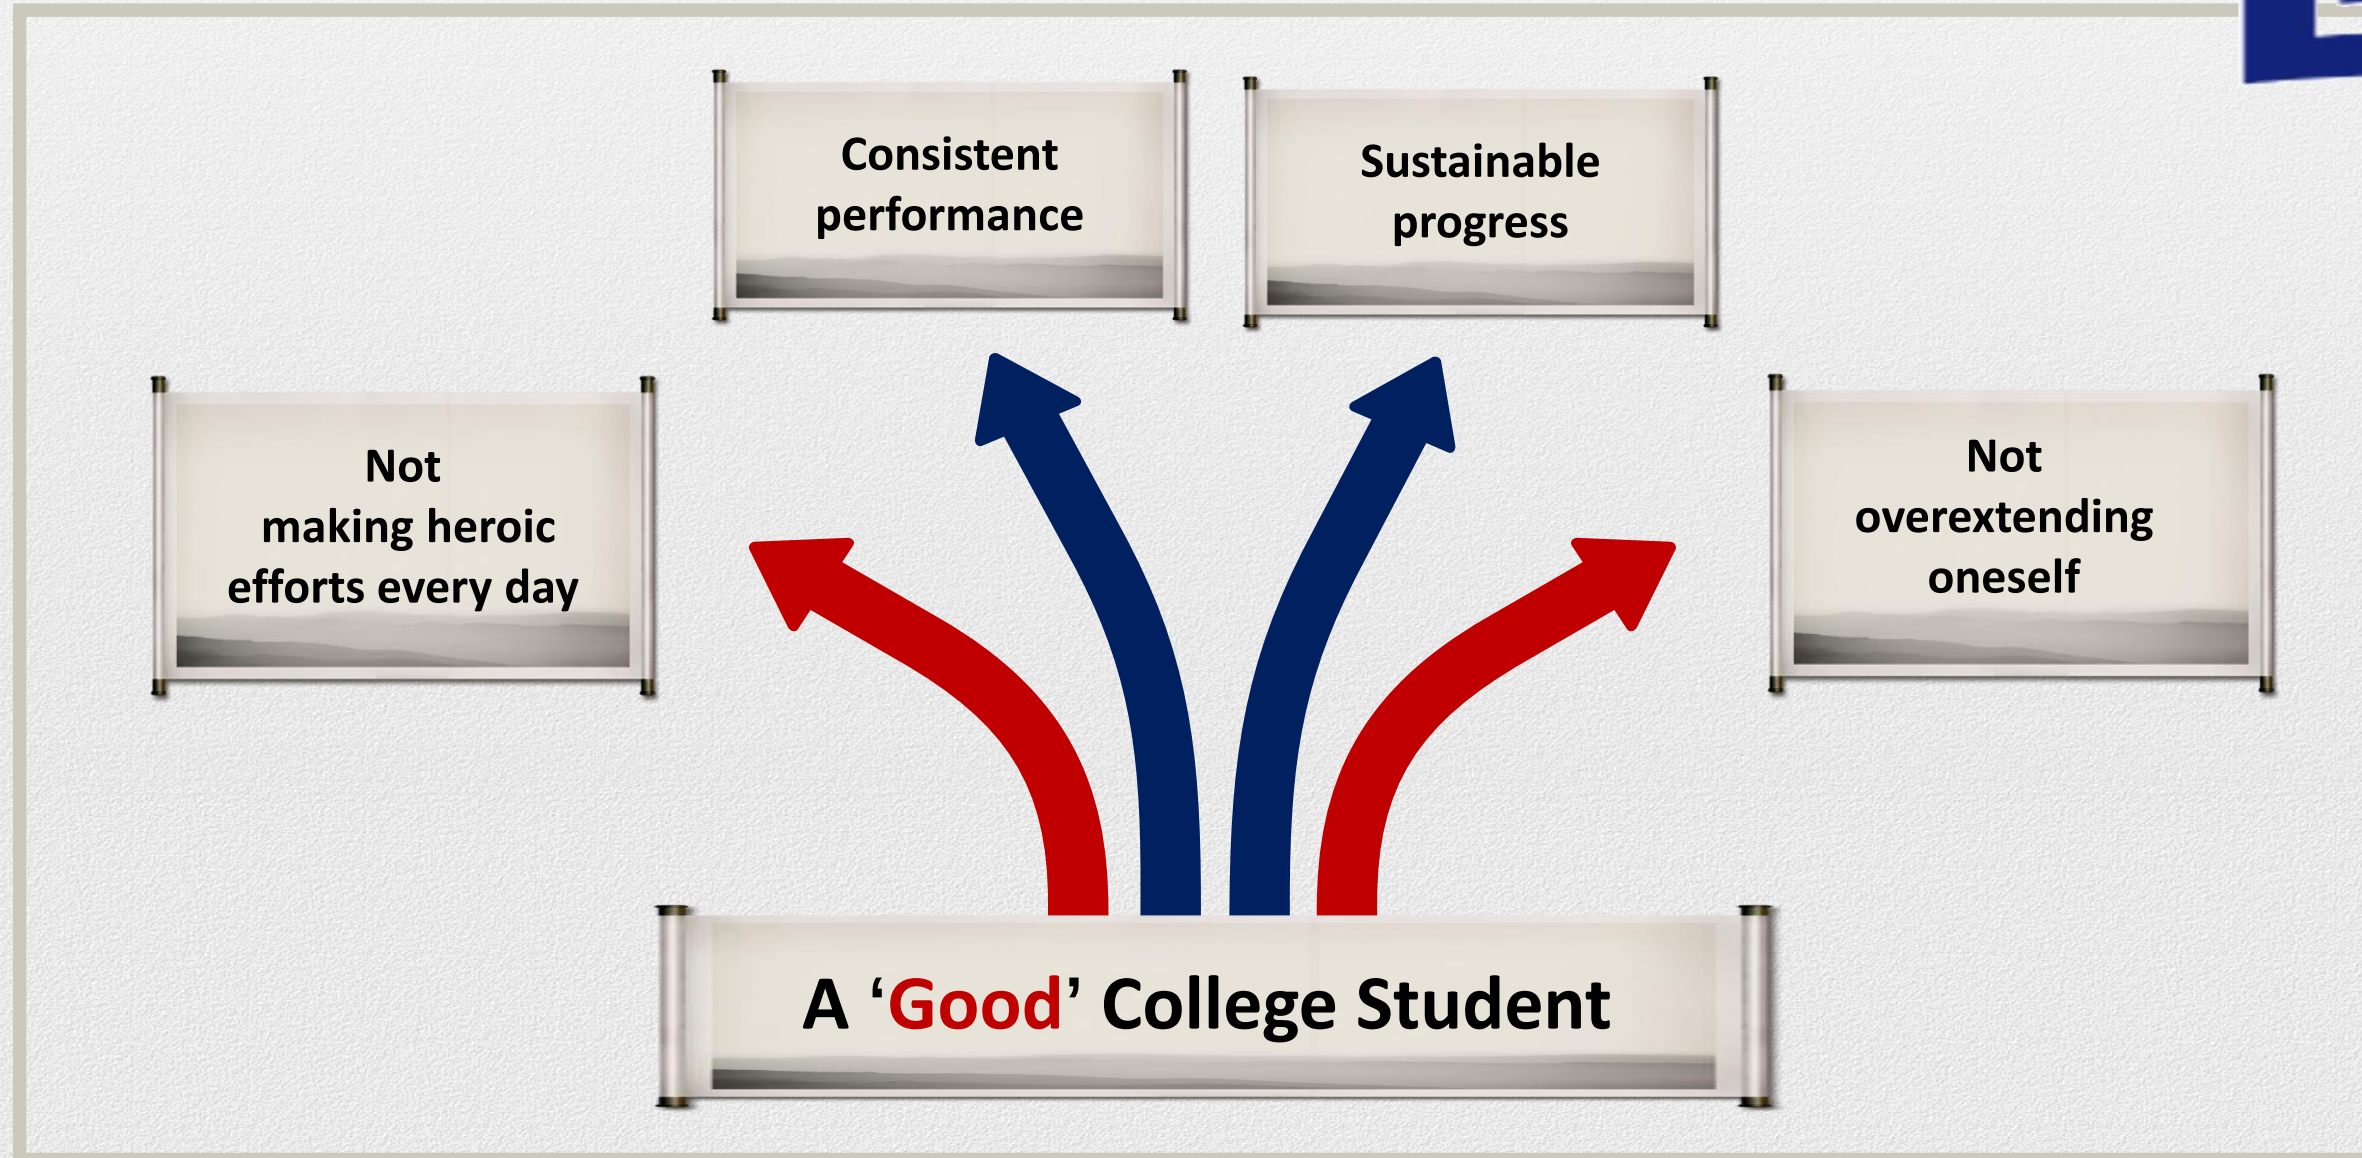 Consistent
performance
Sustainable
progress
Not
making heroic
efforts every day
Not
overextending
oneself
A ‘Good’ College Student